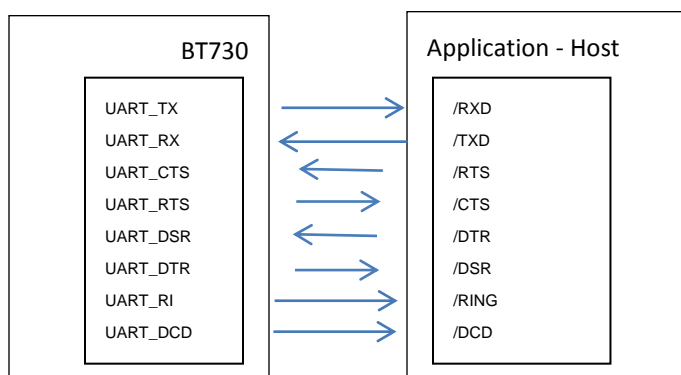 BT730
UART_TX
UART_RX
UART_CTS
UART_RTS
UART_DSR
UART_DTR
UART_RI
UART_DCD
Application - Host
/RXD
/TXD
/RTS
/CTS
/DTR
/DSR
/RING
/DCD